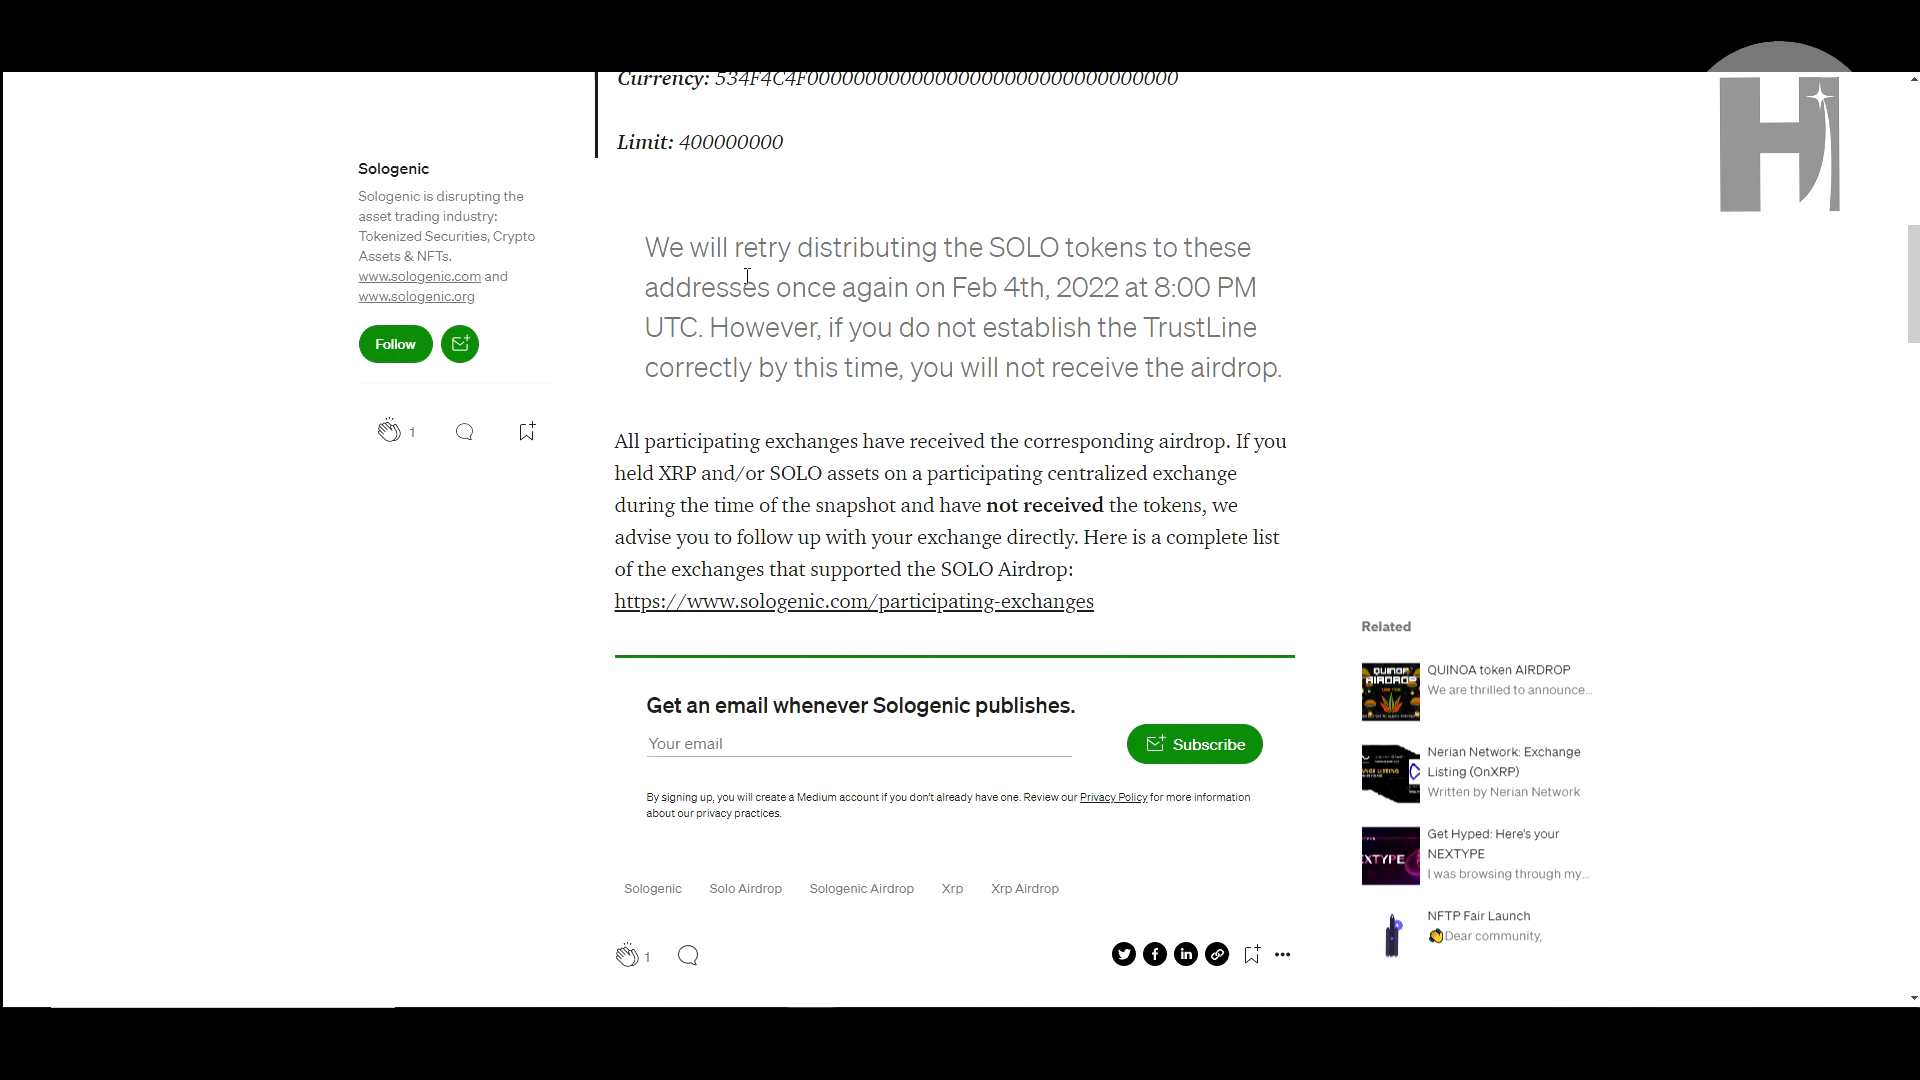 Currency: 534F4C4F00000000000000000000000000000000
Limit: 400000000
Sologenic
Sologenic is disrupting the
asset trading industry:
Tokenized Securities, Crypto
Assets & NFTs.
www.sologenic.com and
www.sologenic.org
Follow
1
We will retry distributing the SOLO tokens to these
addresses once again on Feb 4th, 2022 at 8:00 PM
UTC. However, if you do not establish the TrustLine
correctly by this time, you will not receive the airdrop.
All participating exchanges have received the corresponding airdrop. If you
held XRP and/or SOLO assets on a participating centralized exchange
during the time of the snapshot and have not received the tokens, we
advise you to follow up with your exchange directly. Here is a complete list
of the exchanges that supported the SOLO Airdrop:
https://www.sologenic.com/participating-exchanges
Get an email whenever Sologenic publishes.
Your email
Subscribe
By signing up, you will create a Medium account if you don't already have one. Review our Privacy Policy for more information
about our privacy practices.
Sologenic Solo Airdrop Sologenic Airdrop Xrp Xrp Airdrop
1
Related
QUINOA token AIRDROP
We are thrilled to announce...
Nerian Network: Exchange
Listing (OnXRP)
Written by Nerian Network
Get Hyped: Here's your
NEXTYPE
I was browsing through my...
NFTP Fair Launch
Dear community,
QUINOA
AIRDROP
EXTYPE
H